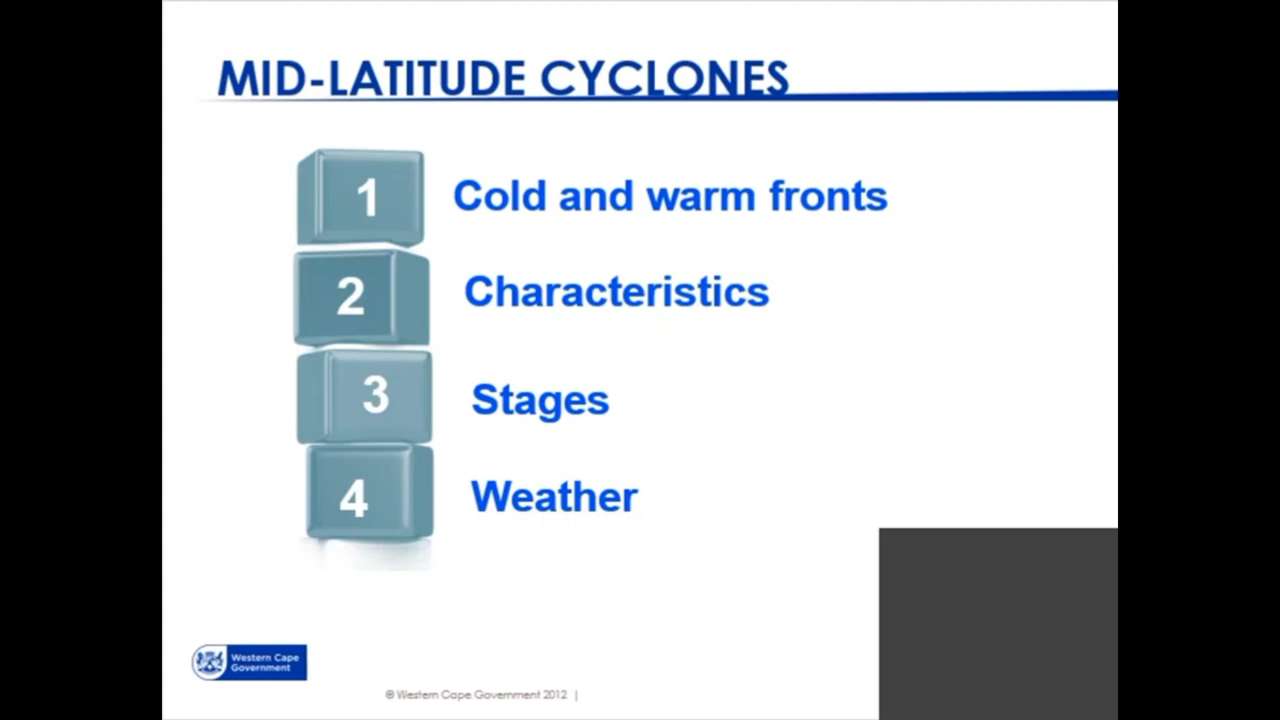 MID-LATITUDE CYCLONES
1 Cold and warm fronts
2 Characteristics
3 Stages
4 Weather
Western Cape
Government
© Western Cape Government 2012 |